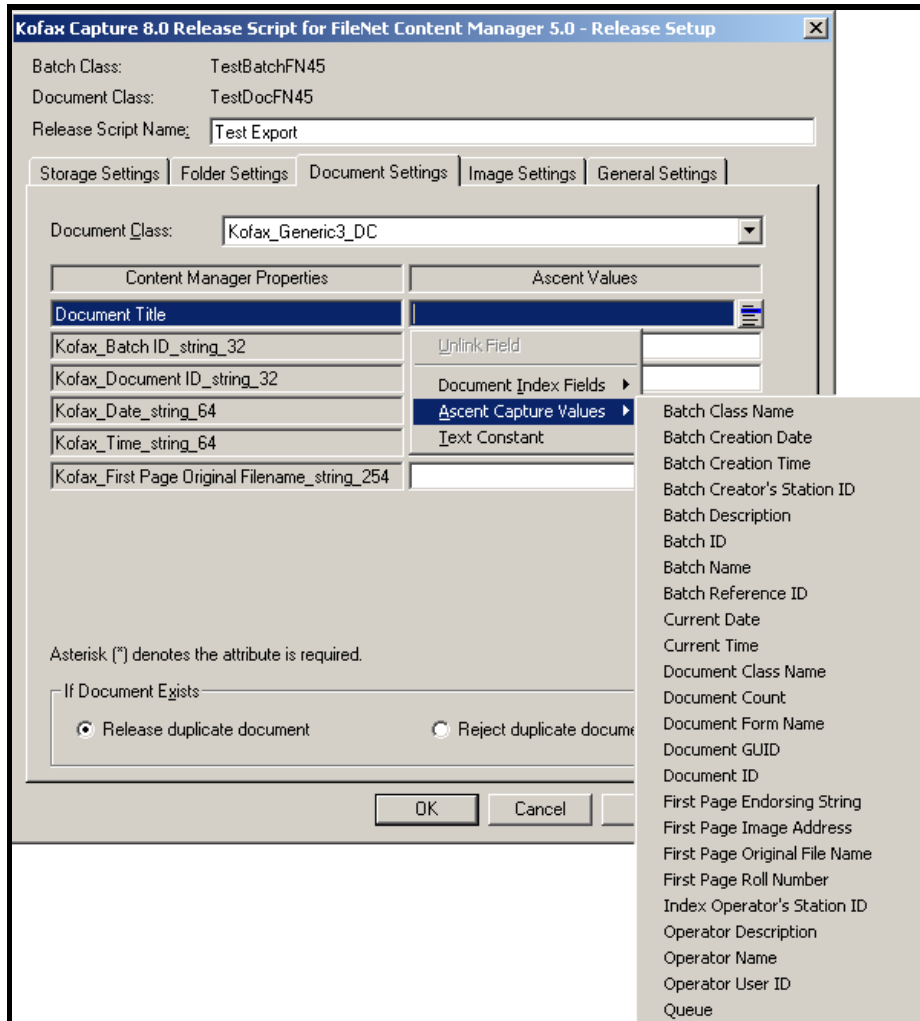 Kofax Capture 8.0 Release Script for FileNet Content Manager 5.0 - Release Setup
Batch Class: TestBatchFN45
Document Class: TestDocFN45
Release Script Name: Test Export
Storage Settings Folder Settings Document Settings Image Settings General Settings
Document Class: Kofax_Generic3_DC
Content Manager Properties Ascent Values
Document Title
Kofax_Batch ID_string_32
Kofax_Document ID_string_32
Kofax_Date_string_64
Kofax_Time_string_64
Kofax_First Page Original Filename_string_254
Unlink Field
Document Index Fields
Ascent Capture Values
Text Constant
Batch Class Name
Batch Creation Date
Batch Creation Time
Batch Creator's Station ID
Batch Description
Batch ID
Batch Name
Batch Reference ID
Current Date
Current Time
Document Class Name
Document Count
Document Form Name
Document GUID
Document ID
First Page Endorsing String
First Page Image Address
First Page Original File Name
First Page Roll Number
Index Operator's Station ID
Operator Description
Operator Name
Operator User ID
Queue
Asterisk (*) denotes the attribute is required.
If Document Exists
Release duplicate document Reject duplicate docume
OK Cancel